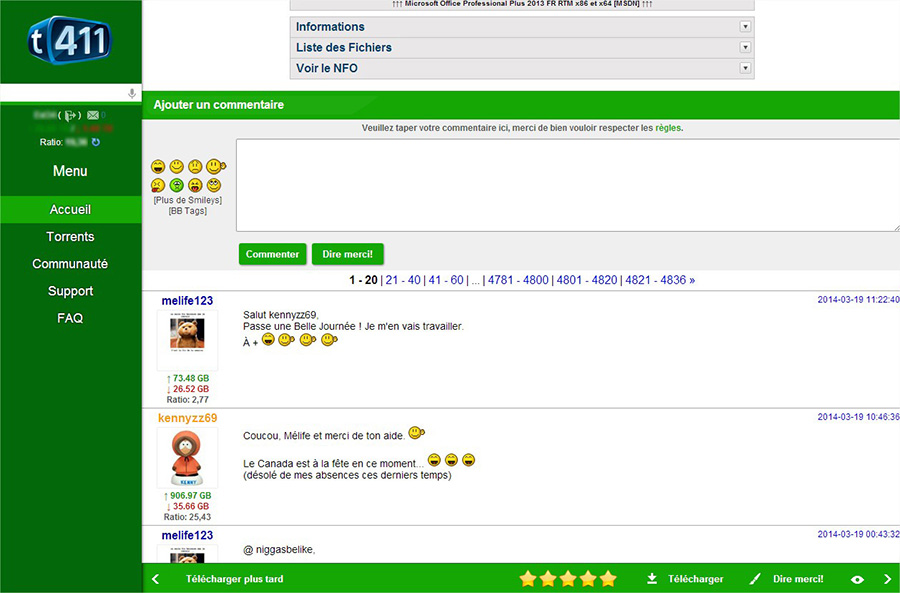 ↑↑↑ Microsoft Office Professional Plus 2013 FR RTM x86 et x64 [MSDN] ↑↑↑
t411
Informations
Liste des Fichiers
Voir le NFO
Ajouter un commentaire
Veuillez taper votre commentaire ici, merci de bien vouloir respecter les règles.
Ratio:
Menu
Accueil
Torrents
Communauté
Support
FAQ
[Plus de Smileys]
[BB Tags]
Commenter
Dire merci!
1 - 20 | 21 - 40 | 41 - 60 | ... | 4781 - 4800 | 4801 - 4820 | 4821 - 4836 »
melife123
2014-03-19 11:22:40
Salut kennyzz69,
Passe une Belle Journée ! Je m'en vais travailler.
À +
↑ 73.48 GB
↓ 26.52 GB
Ratio: 2,77
kennyzz69
2014-03-19 10:46:36
Coucou, Mélife et merci de ton aide.
Le Canada est à la fête en ce moment...
(désolé de mes absences ces derniers temps)
KENNY
↑ 906.97 GB
↓ 35.66 GB
Ratio: 25,43
melife123
2014-03-19 00:43:32
@ niggasbelike,
Télécharger plus tard
Télécharger
Dire merci!